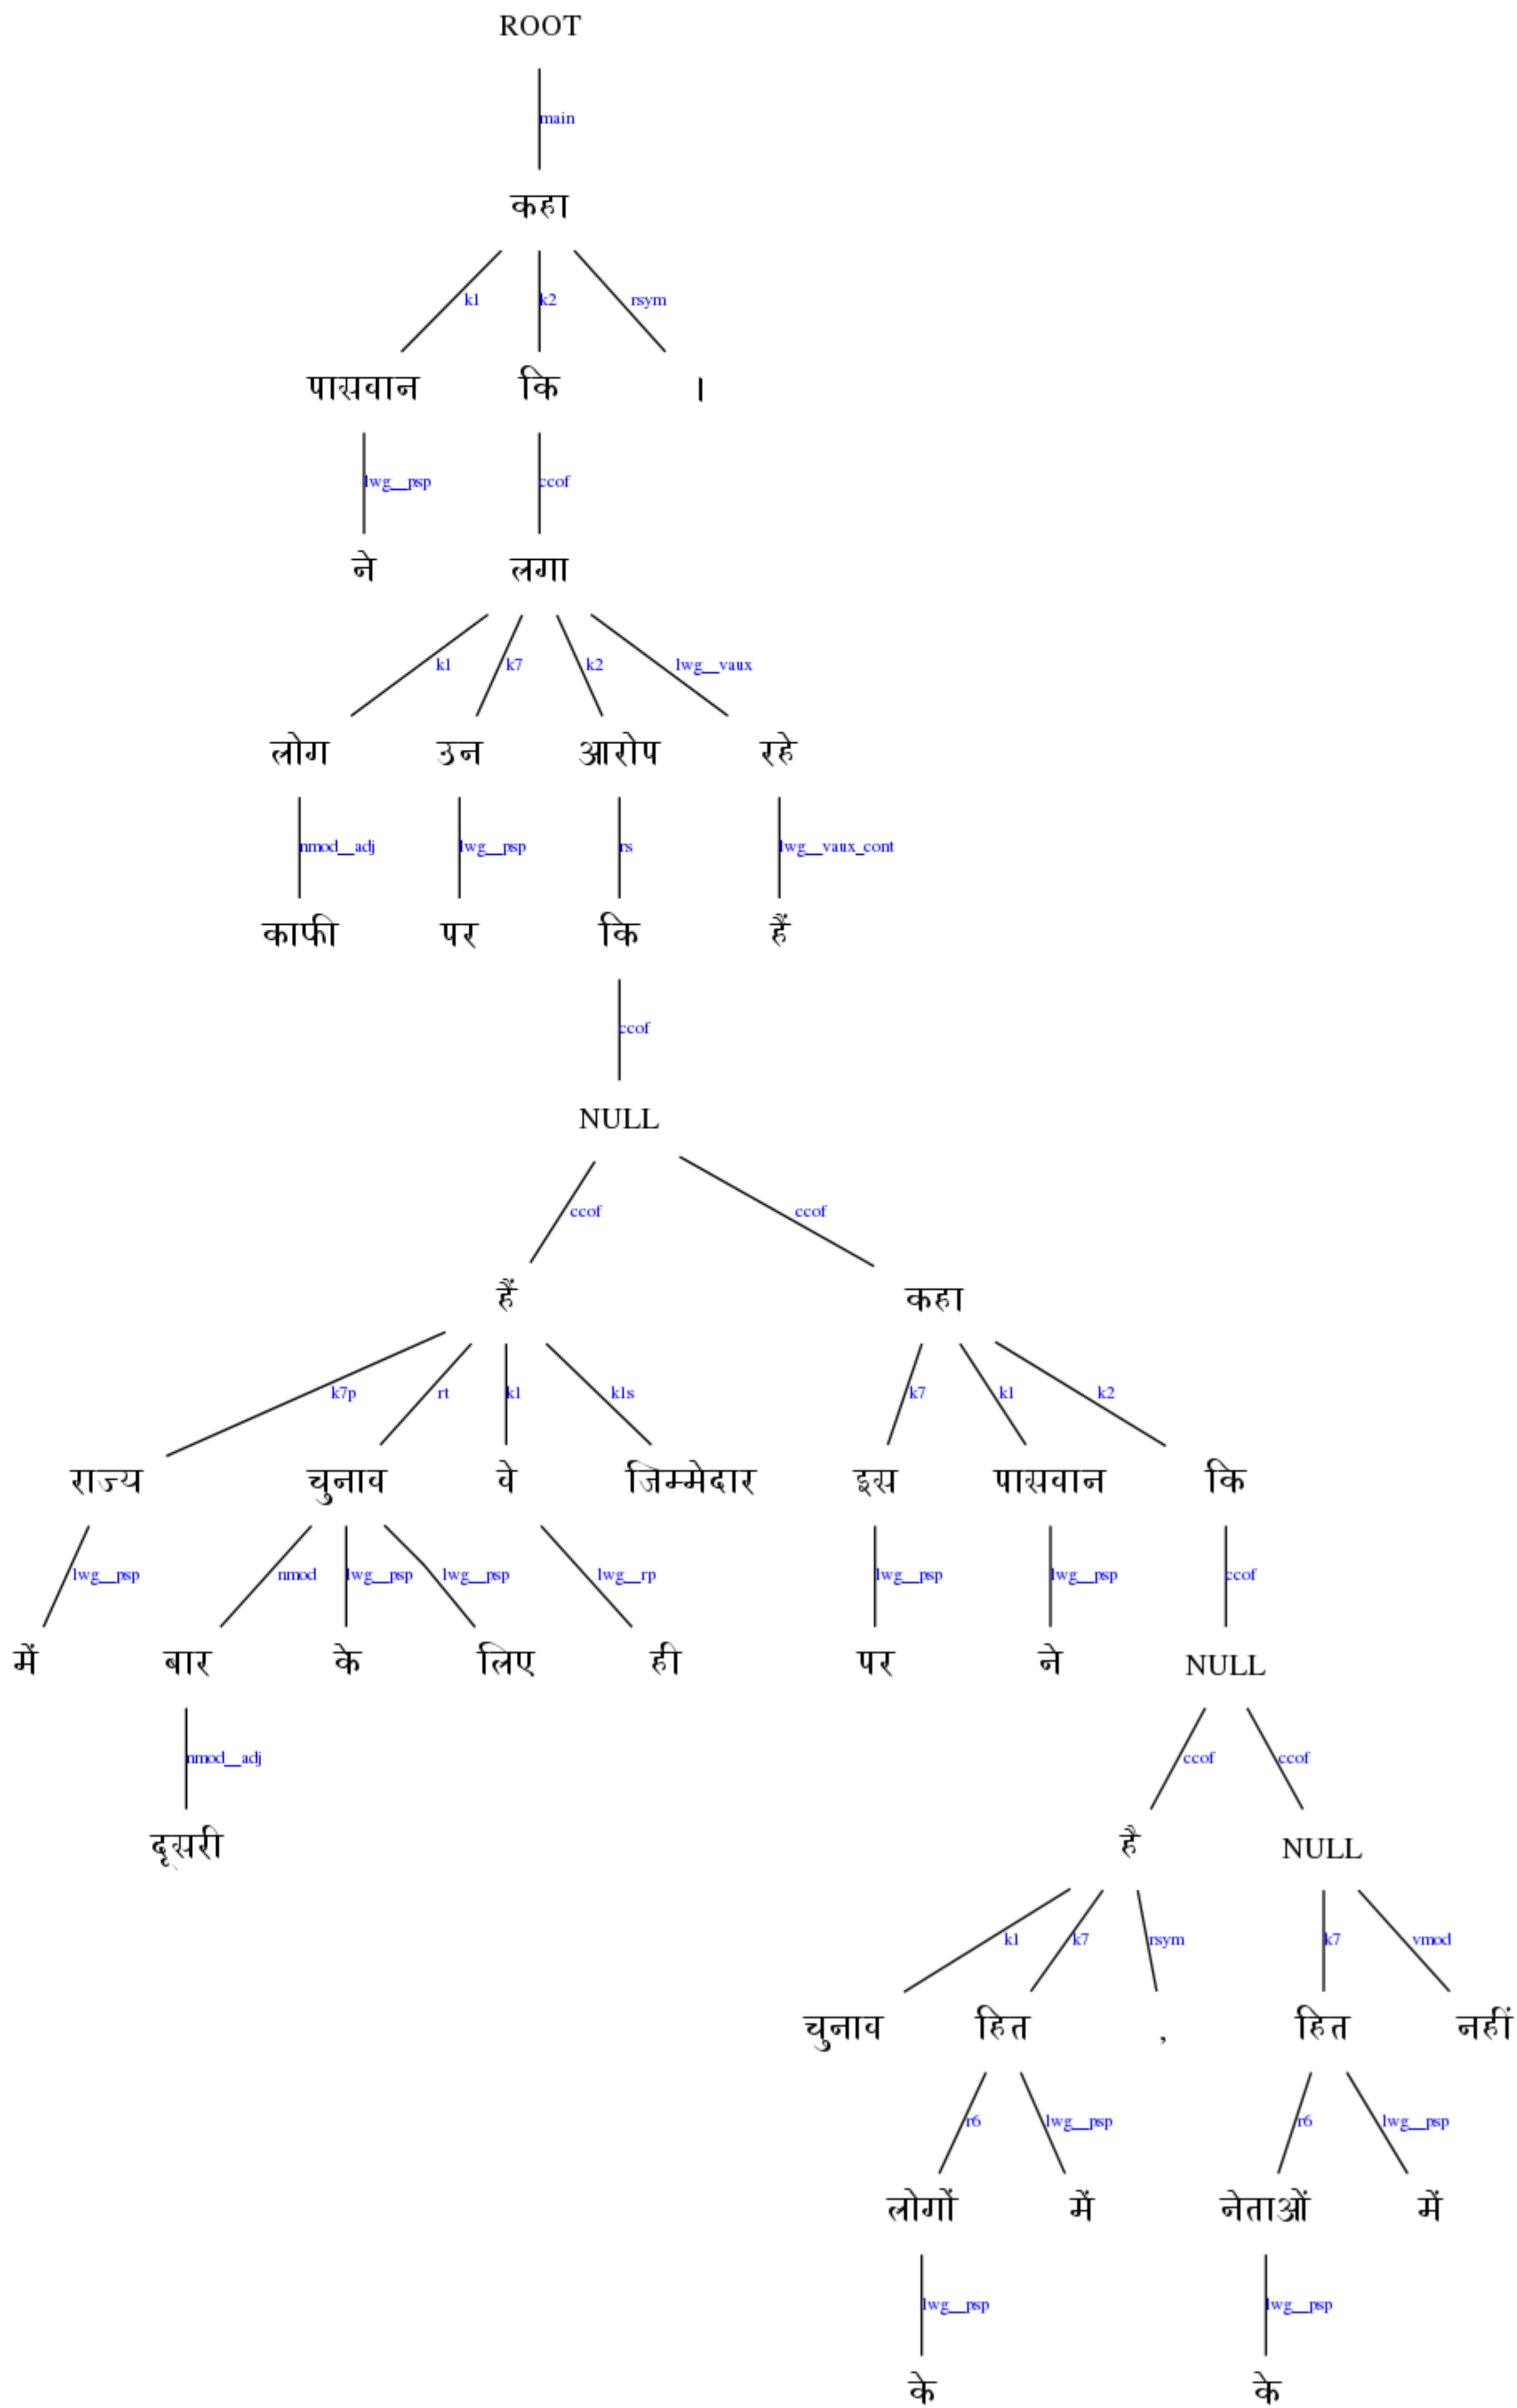 ROOT
main
कहा
k1 k2 rsym
पासवान कि ।
lwg__psp ccof
ने लगा
k1 k7 k2 lwg__vaux
लोग उन आरोप रहे
nmod__adj lwg__psp rs lwg__vaux_cont
काफी पर कि हैं
ccof
NULL
ccof ccof
हैं कहा
k7p rt k1 k1s k7 k1 k2
राज्य चुनाव वे जिम्मेदार इस पासवान कि
lwg__psp nmod lwg__psp lwg__psp lwg__rp lwg__psp lwg__psp ccof
में बार के लिए ही पर ने NULL
nmod__adj ccof ccof
दूसरी है NULL
k1 k7 rsym k7 vmod
चुनाव हित , हित नहीं
r6 lwg__psp r6 lwg__psp
लोगों में नेताओं में
lwg__psp lwg__psp
के के